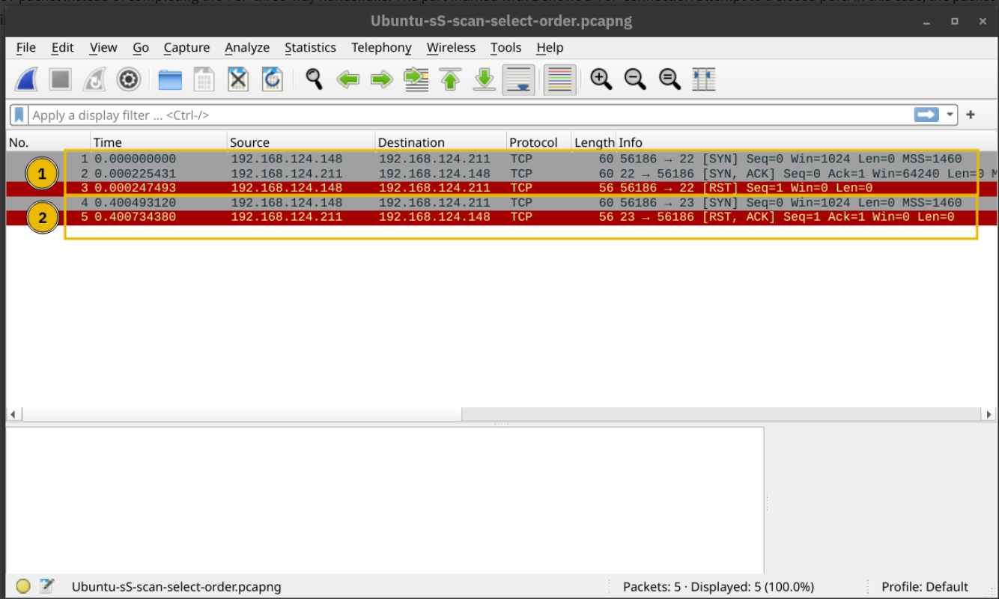 Ubuntu-sS-scan-select-order.pcapng
File Edit View Go Capture Analyze Statistics Telephony Wireless Tools Help
Apply a display filter ... <Ctrl-/>
No. Time Source Destination Protocol Length Info
1 0.000000000 192.168.124.148 192.168.124.211 TCP 60 56186 → 22 [SYN] Seq=0 Win=1024 Len=0 MSS=1460
1
2 0.000225431 192.168.124.211 192.168.124.148 TCP 60 22 → 56186 [SYN, ACK] Seq=0 Ack=1 Win=64240 Len=0 M
3 0.000247493 192.168.124.148 192.168.124.211 TCP 56 56186 → 22 [RST] Seq=1 Win=0 Len=0
4 0.400493120 192.168.124.148 192.168.124.211 TCP 60 56186 → 23 [SYN] Seq=0 Win=1024 Len=0 MSS=1460
2
5 0.400734380 192.168.124.211 192.168.124.148 TCP 56 23 → 56186 [RST, ACK] Seq=1 Ack=1 Win=0 Len=0
Ubuntu-sS-scan-select-order.pcapng Packets: 5 · Displayed: 5 (100.0%) Profile: Default